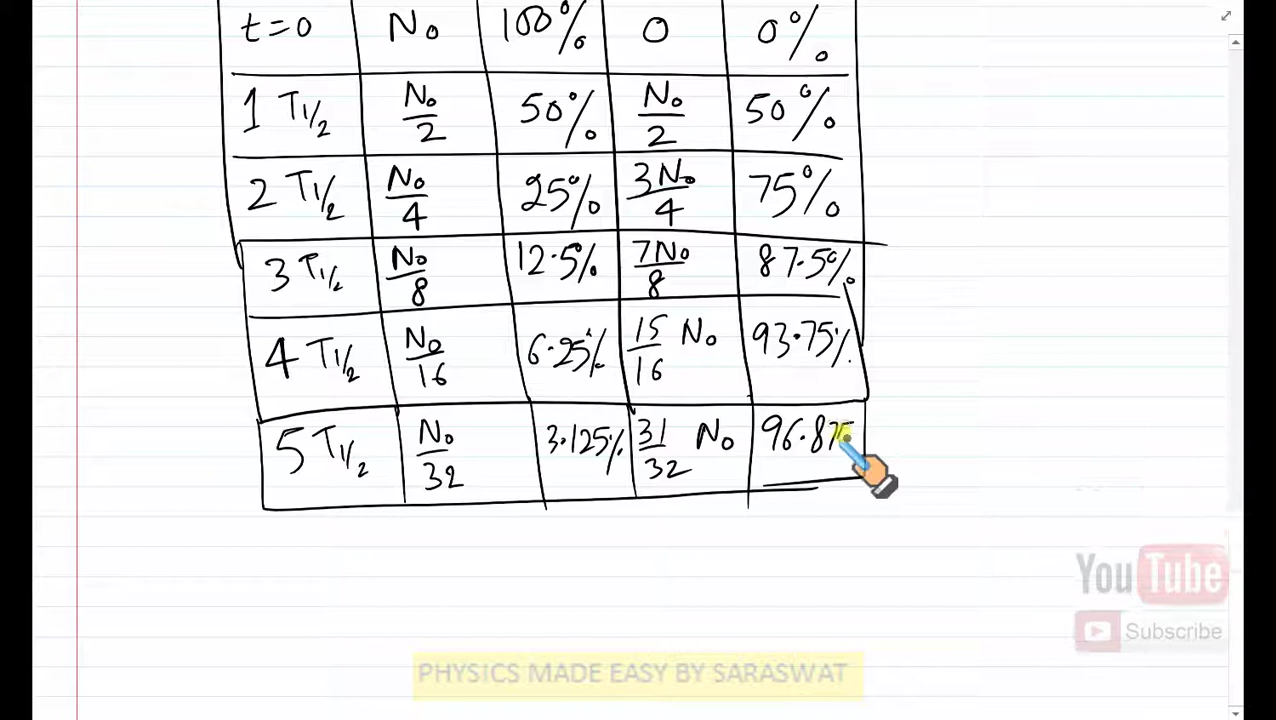 t=0 N₀ 100% 0 0%
1 T1/2 N₀/2 50% N₀/2 50%
2 T1/2 N₀/4 25% 3N₀/4 75%
3 T1/2 N₀/8 12.5% 7N₀/8 87.5%
4 T1/2 N₀/16 6.25% 15/16 N₀ 93.75%
5 T1/2 N₀/32 3.125% 31/32 N₀ 96.875
YouTube
Subscribe
PHYSICS MADE EASY BY SARASWAT